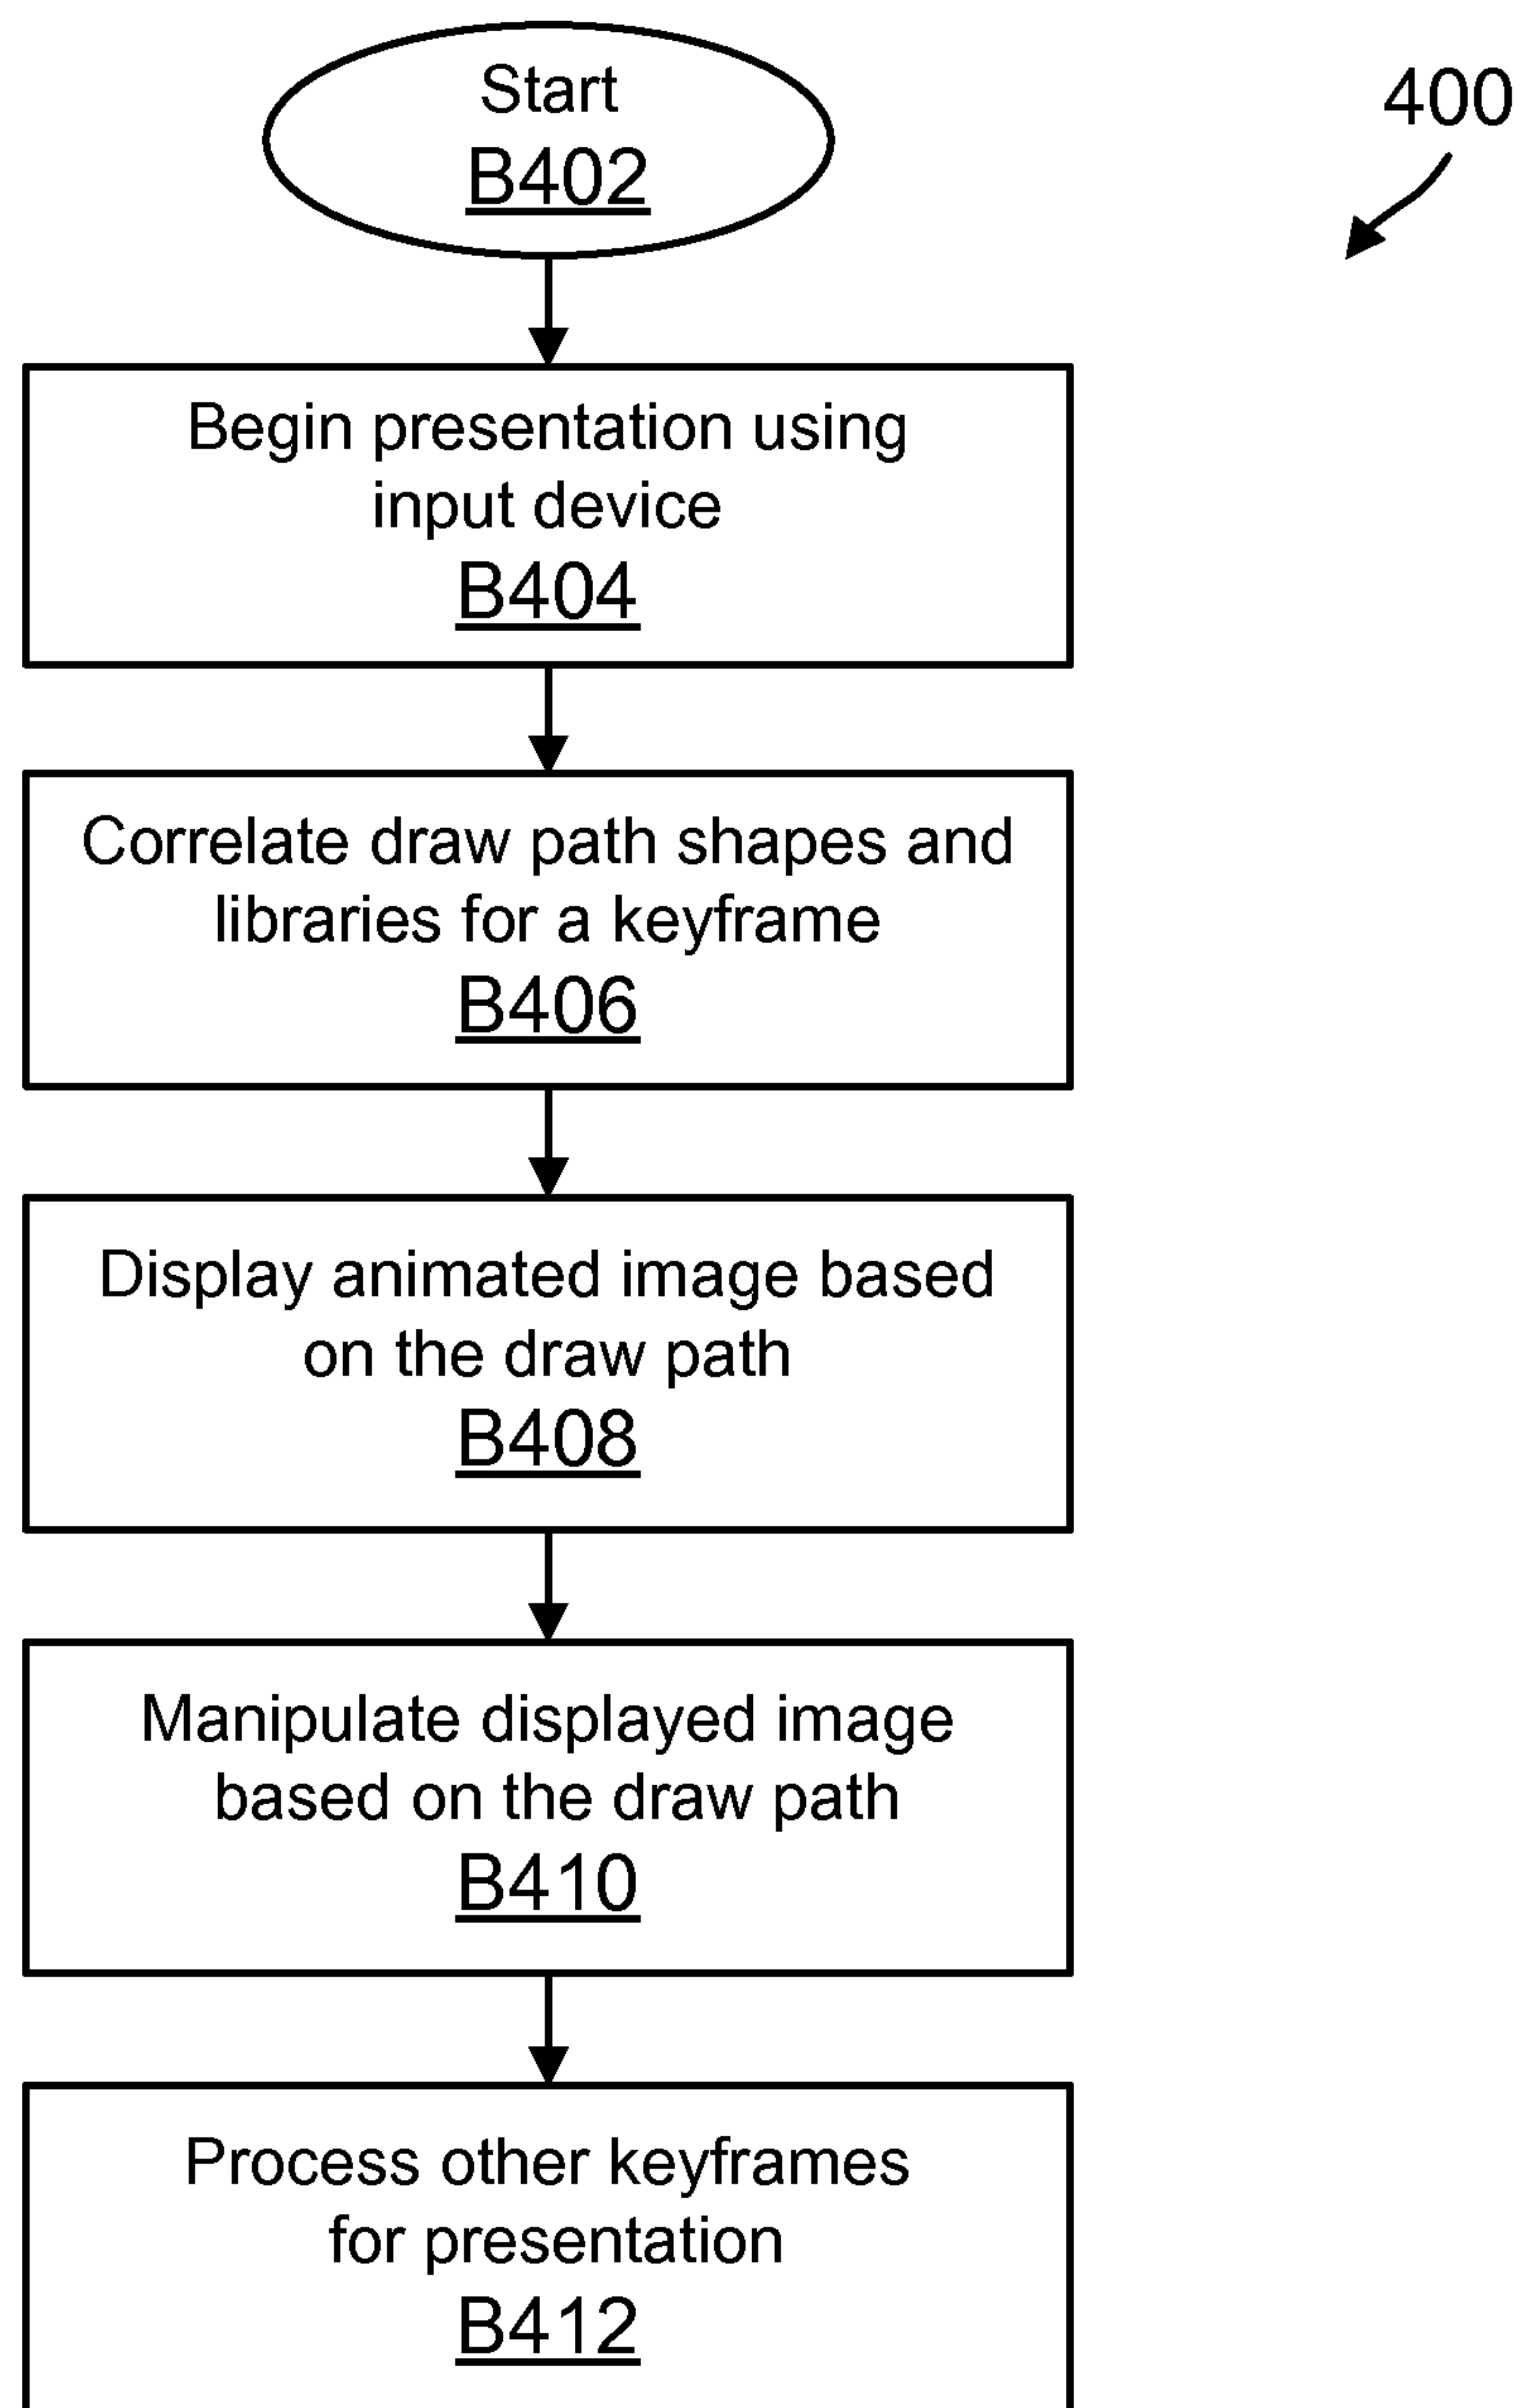 Start
B402
400
Begin presentation using
input device
B404
Correlate draw path shapes and
libraries for a keyframe
B406
Display animated image based
on the draw path
B408
Manipulate displayed image
based on the draw path
B410
Process other keyframes
for presentation
B412